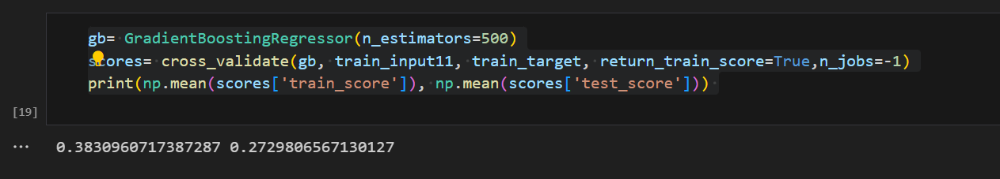 gb= GradientBoostingRegressor(n_estimators=500)
scores= cross_validate(gb, train_input11, train_target, return_train_score=True,n_jobs=-1)
print(np.mean(scores['train_score']), np.mean(scores['test_score']))
[19]
... 0.3830960717387287 0.2729806567130127